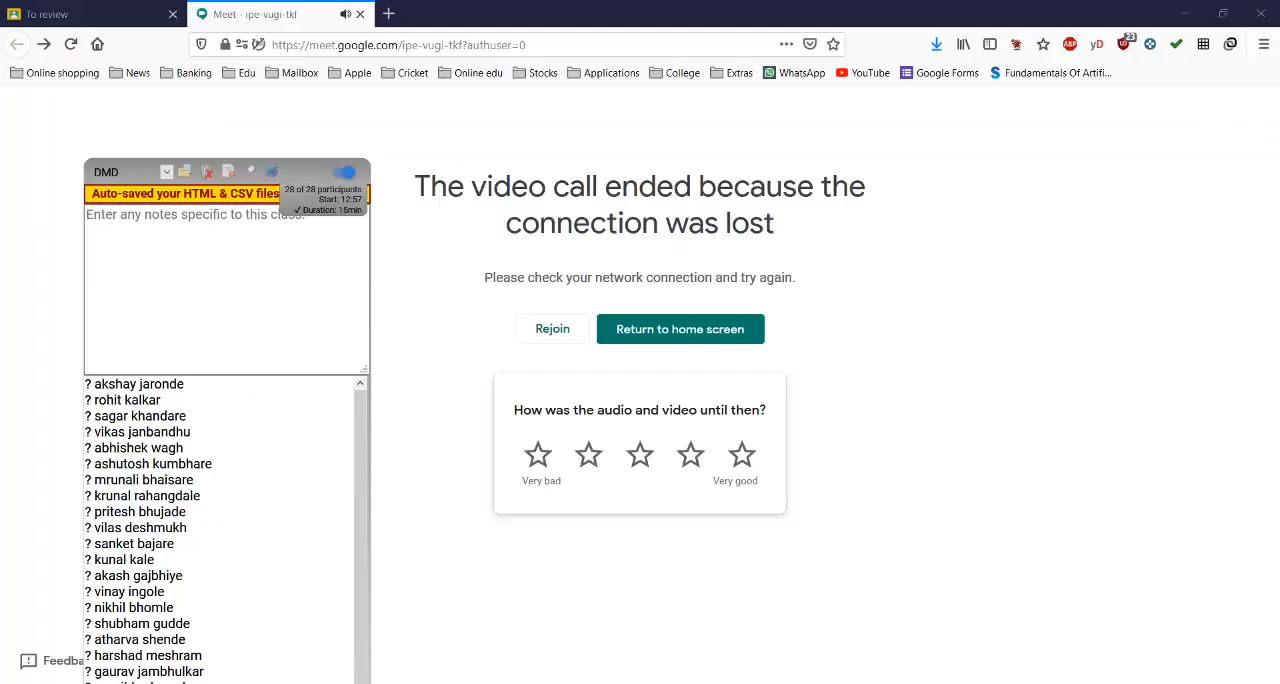 To review
Meet - ipe-vugi-tkf
https://meet.google.com/ipe-vugi-tkf?authuser=0
ABP
yD
23
Online shopping
News
Banking
Edu
Mailbox
Apple
Cricket
Online edu
Stocks
Applications
College
Extras
WhatsApp
YouTube
Google Forms
Fundamentals Of Artifi...
DMD
Auto-saved your HTML & CSV files
28 of 28 participants
Start: 12:57
✓ Duration: 15min
Enter any notes specific to this class.
? akshay jaronde
? rohit kalkar
? sagar khandare
? vikas janbandhu
? abhishek wagh
? ashutosh kumbhare
? mrunali bhaisare
? krunal rahangdale
? pritesh bhujade
? vilas deshmukh
? sanket bajare
? kunal kale
? akash gajbhiye
? vinay ingole
? nikhil bhomle
? shubham gudde
? atharva shende
? harshad meshram
? gaurav jambhulkar
Feedba
The video call ended because the
connection was lost
Please check your network connection and try again.
Rejoin
Return to home screen
How was the audio and video until then?
Very bad
Very good